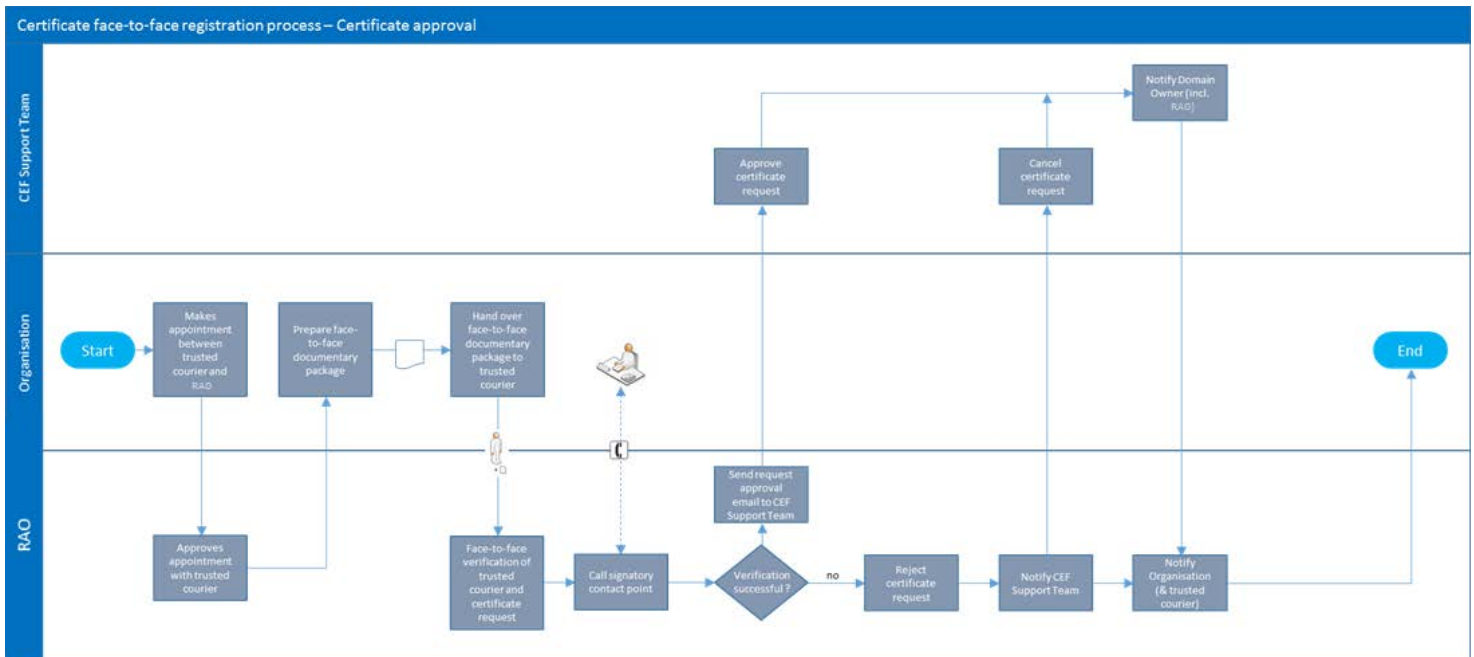 Certificate face-to-face registration process – Certificate approval
CEF Support Team
Notify Domain
Owner (incl.
RAO)
Approve
certificate
request
Cancel
certificate
request
Organisation
Start
Makes
appointment
between
trusted
courier and RAO
Prepare face-
to-face
documentary
package
Hand over
face-to-face
documentary
package to
trusted
courier
End
RAO
Approves
appointment
with trusted
courier
Face-to-face
verification of
trusted
courier and
certificate
request
Call signatory
contact point
Send request
approval
email to CEF
Support Team
Verification
successful ?
no
Reject
certificate
request
Notify CEF
Support Team
Notify
Organisation
(& trusted
courier)